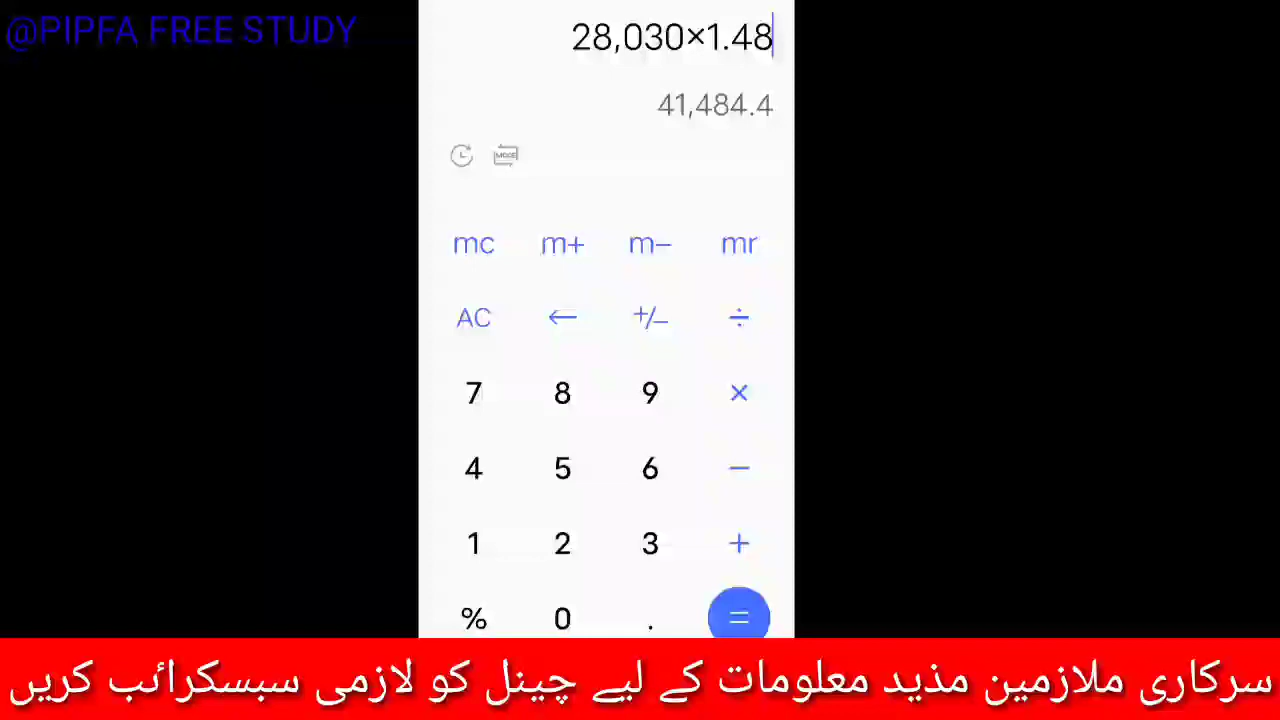 @PIPFA FREE STUDY
28,030×1.48
41,484.4
MODE
mc m+ m− mr
AC ← +/− ÷
7 8 9 ×
4 5 6 −
1 2 3 +
% 0 . =
سرکاری ملازمین مذید معلومات کے لیے چینل کو لازمی سبسکرائب کریں